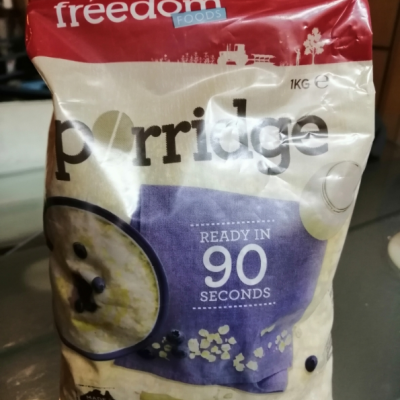 freedom
FOODS
1KG e
porridge
READY IN
90
SECONDS